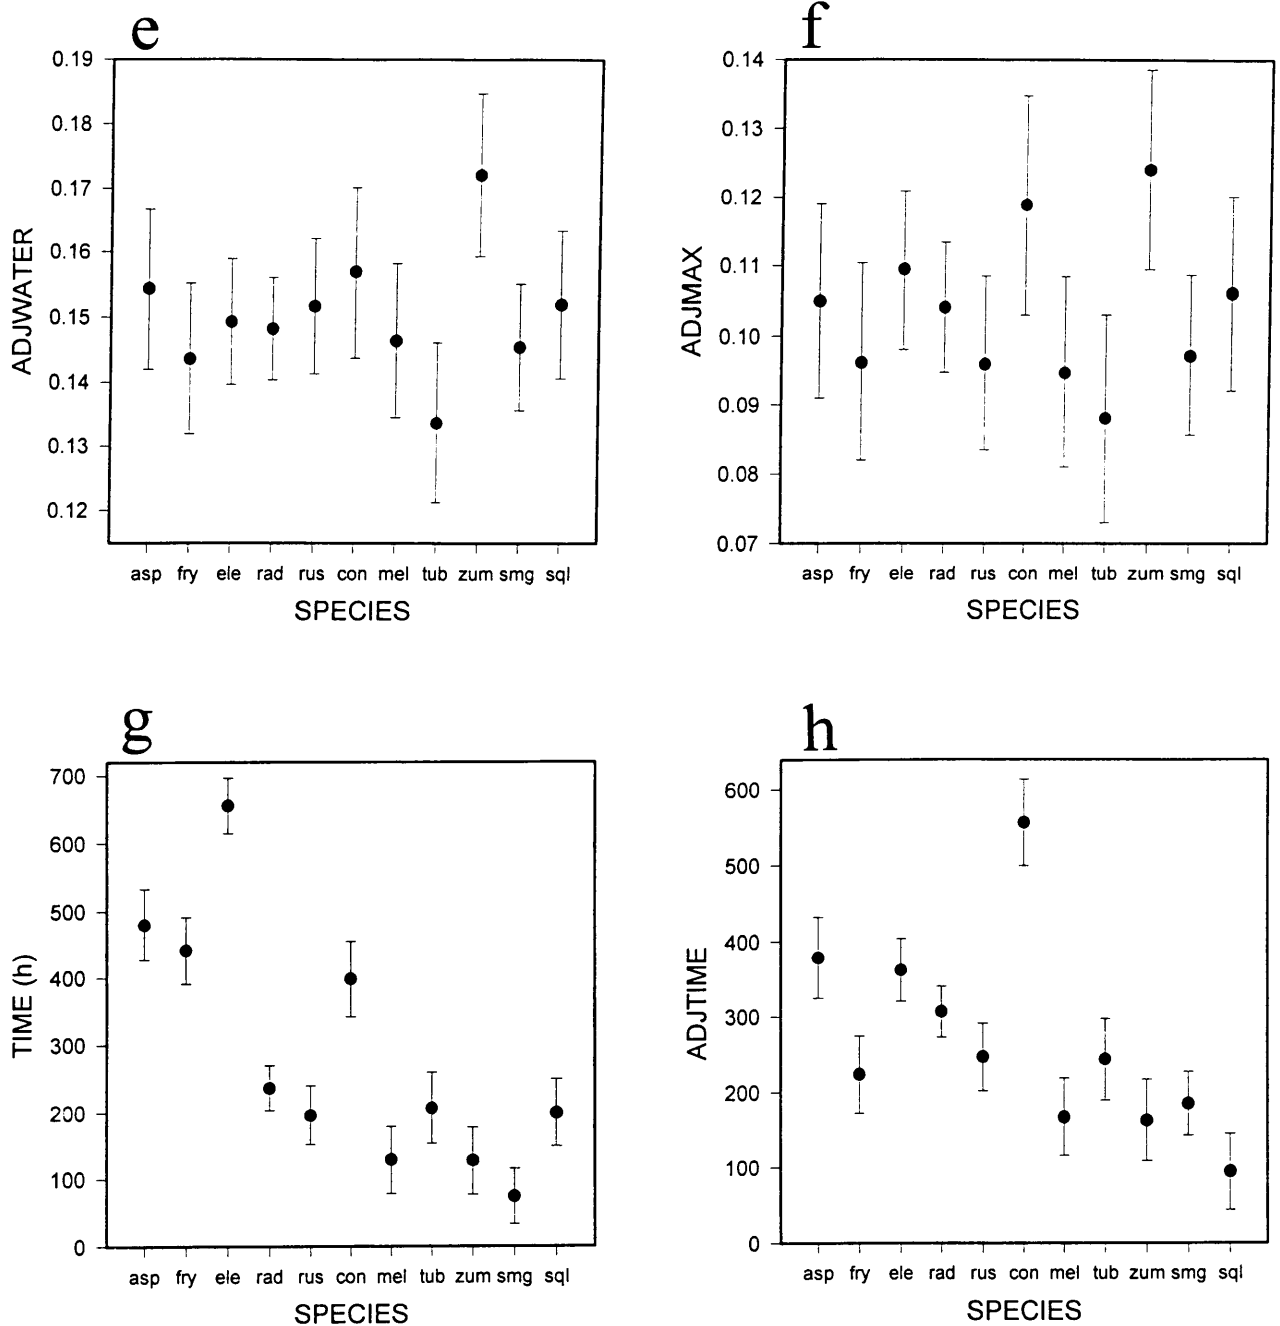 e
0.19
0.18
0.17
0.16
0.15
0.14
0.13
0.12
ADJWATER
asp fry ele rad rus con mel tub zum smg sql
SPECIES
f
0.14
0.13
0.12
0.11
0.10
0.09
0.08
0.07
ADJMAX
asp fry ele rad rus con mel tub zum smg sql
SPECIES
g
700
600
500
400
300
200
100
0
TIME (h)
asp fry ele rad rus con mel tub zum smg sql
SPECIES
h
600
500
400
300
200
100
0
ADJTIME
asp fry ele rad rus con mel tub zum smg sql
SPECIES